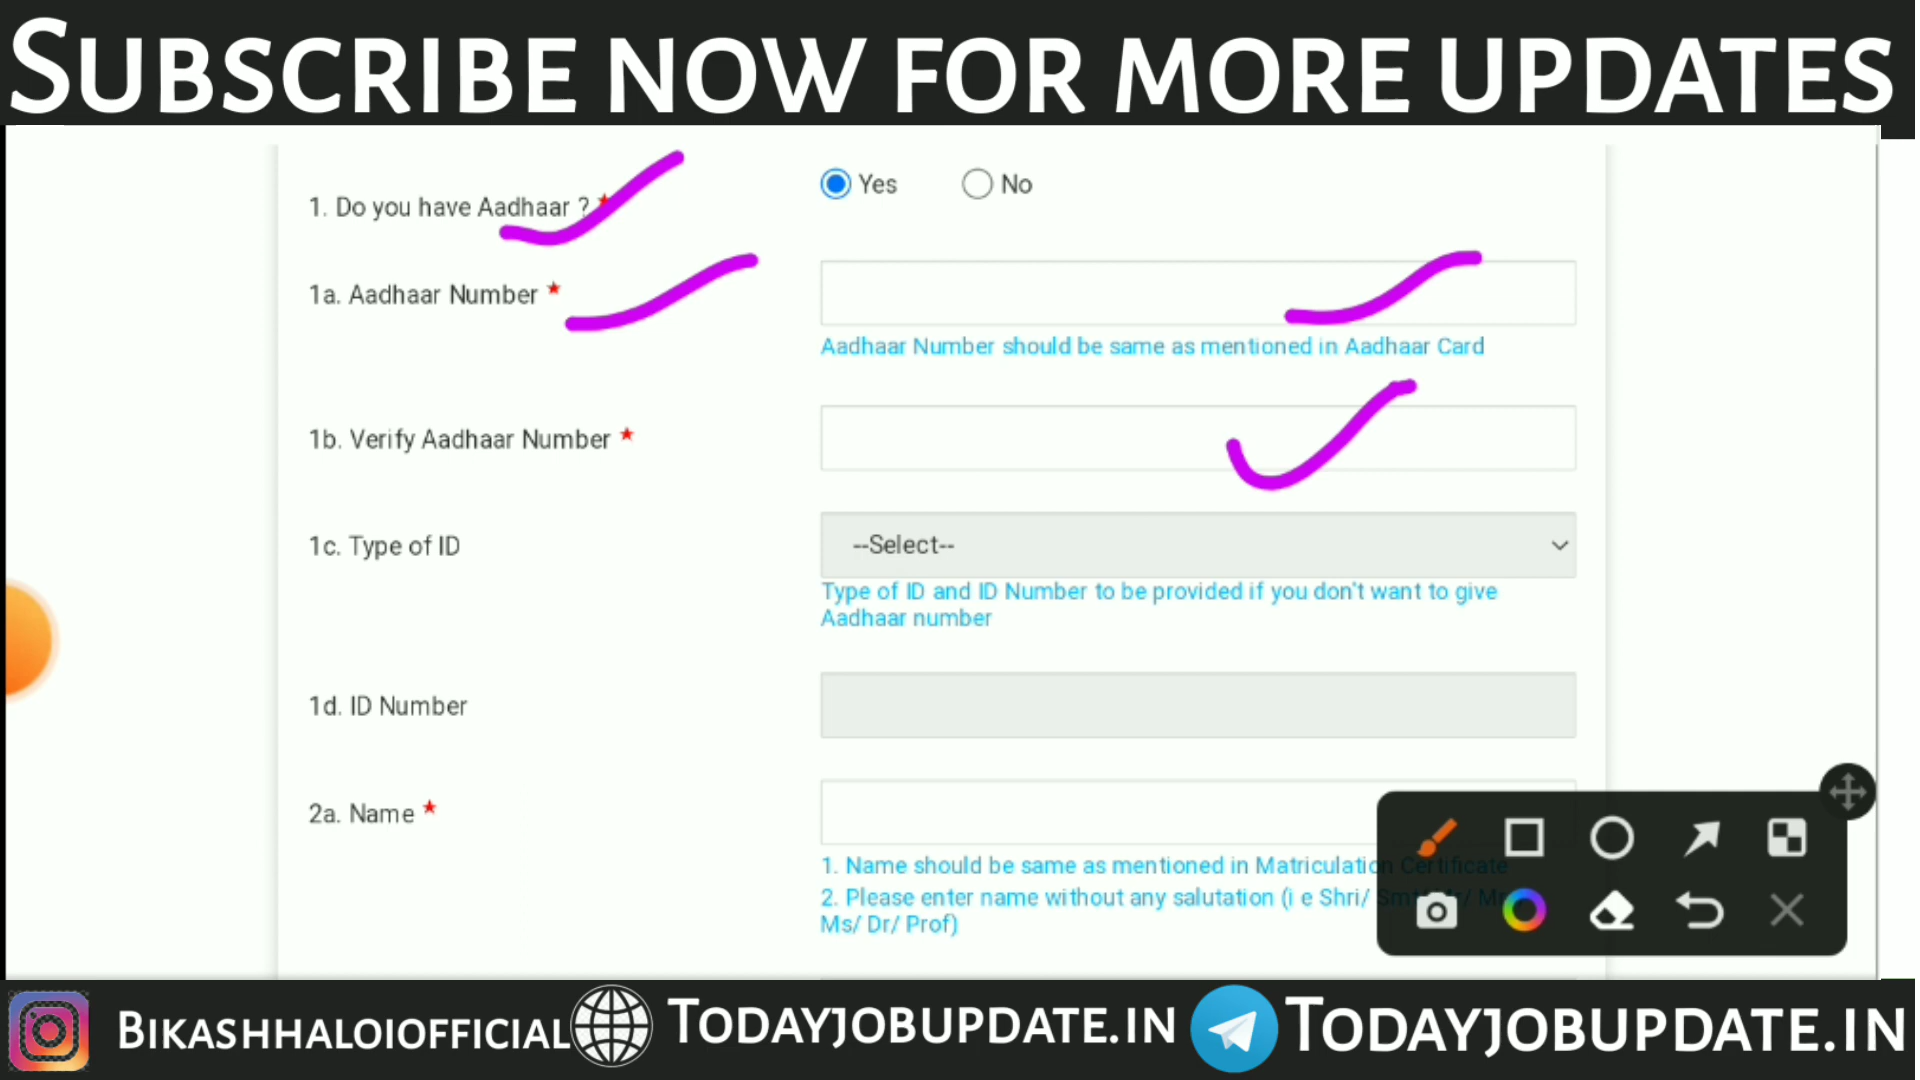 SUBSCRIBE NOW FOR MORE UPDATES
1. Do you have Aadhaar ? *
Yes No
1a. Aadhaar Number *
Aadhaar Number should be same as mentioned in Aadhaar Card
1b. Verify Aadhaar Number *
1c. Type of ID
--Select--
Type of ID and ID Number to be provided if you don't want to give
Aadhaar number
1d. ID Number
2a. Name *
1. Name should be same as mentioned in Matriculation Certificate
2. Please enter name without any salutation (i e Shri/ Smt/ Mr/
Ms/ Dr/ Prof)
BIKASHHALOIOFFICIAL TODAYJOBUPDATE.IN TODAYJOBUPDATE.IN